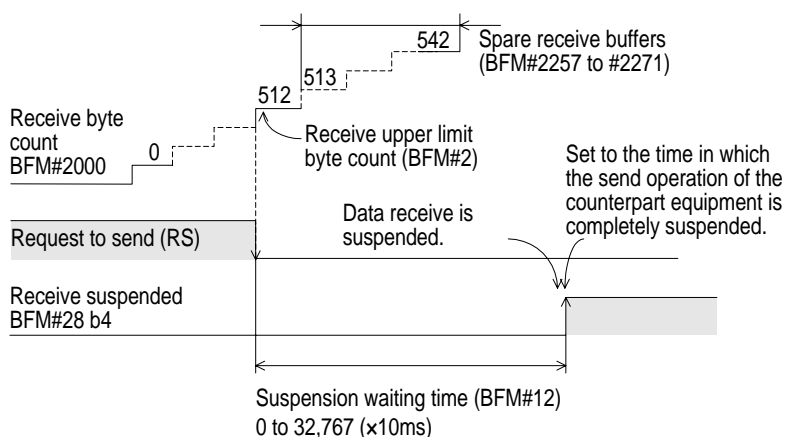 542
Spare receive buffers
(BFM#2257 to #2271)
513
512
Receive byte
count
BFM#2000
0
Receive upper limit
byte count (BFM#2)
Set to the time in which
the send operation of the
counterpart equipment is
completely suspended.
Data receive is
suspended.
Request to send (RS)
Receive suspended
BFM#28 b4
Suspension waiting time (BFM#12)
0 to 32,767 (×10ms)